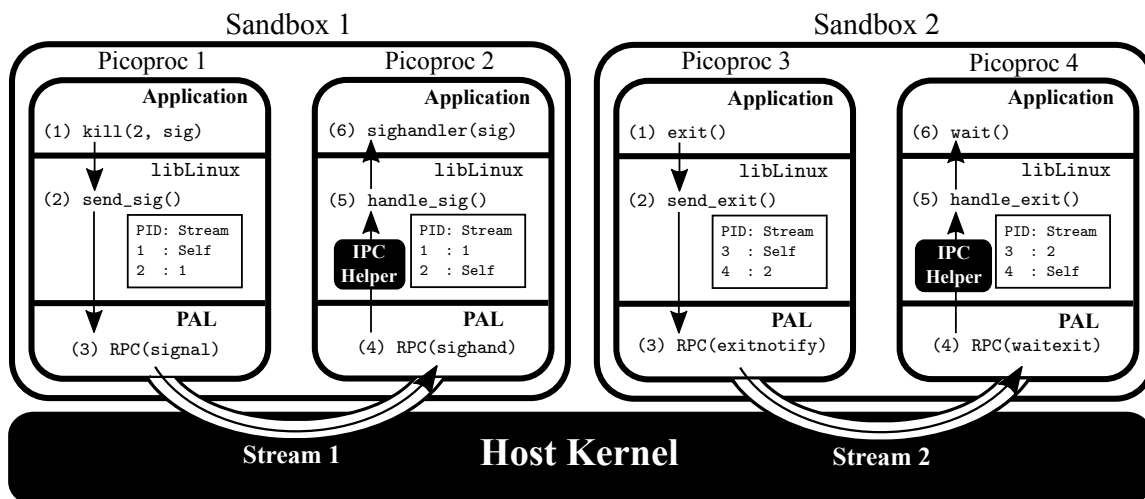 Sandbox 1
Picoproc 1
Application
(1) kill(2, sig)
libLinux
(2) send_sig()
PID: Stream
1 : Self
2 : 1
PAL
(3) RPC(signal)
Picoproc 2
Application
(6) sighandler(sig)
libLinux
(5) handle_sig()
IPC
Helper
PID: Stream
1 : 1
2 : Self
PAL
(4) RPC(sighand)
Sandbox 2
Picoproc 3
Application
(1) exit()
libLinux
(2) send_exit()
PID: Stream
3 : Self
4 : 2
PAL
(3) RPC(exitnotify)
Picoproc 4
Application
(6) wait()
libLinux
(5) handle_exit()
IPC
Helper
PID: Stream
3 : 2
4 : Self
PAL
(4) RPC(waitexit)
Stream 1
Host Kernel
Stream 2